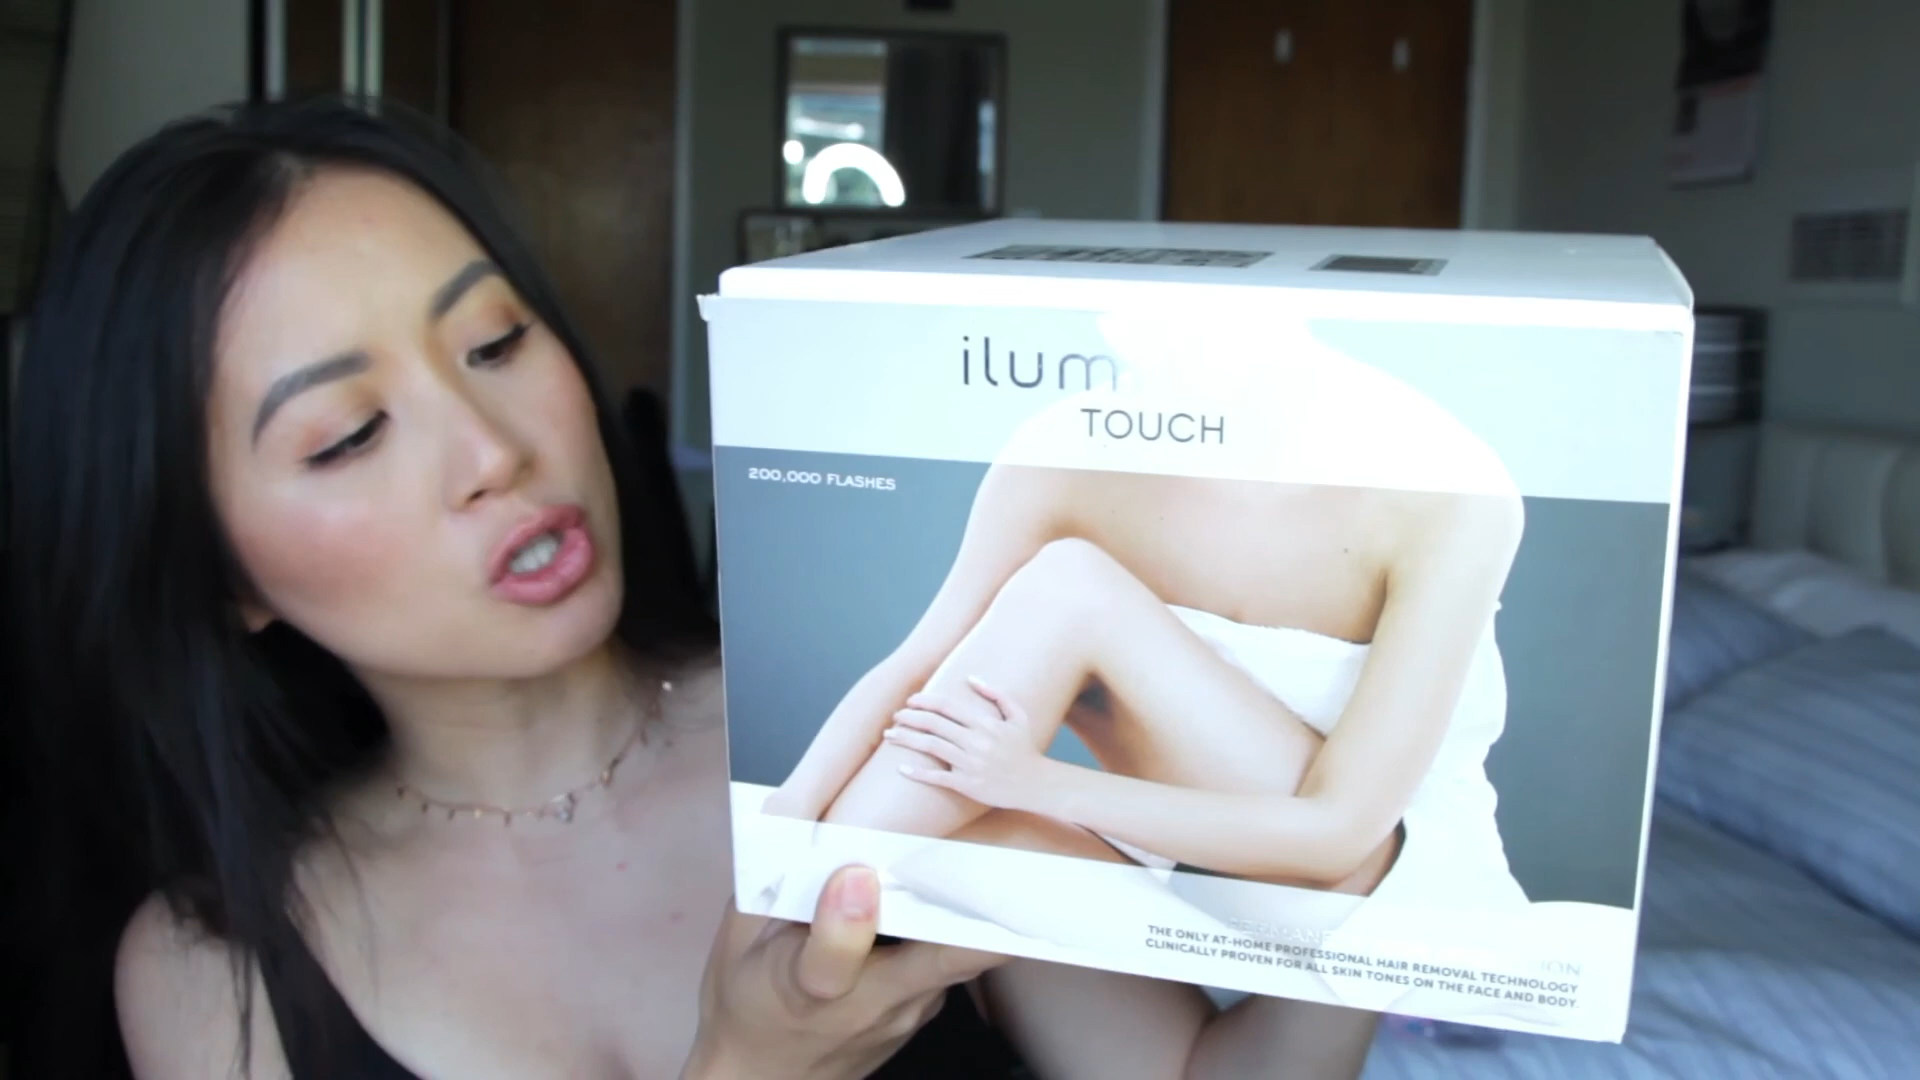 ilum
TOUCH
200,000 FLASHES
THE ONLY AT-HOME PROFESSIONAL HAIR REMOVAL TECHNOLOGY
CLINICALLY PROVEN FOR ALL SKIN TONES ON THE FACE AND BODY.